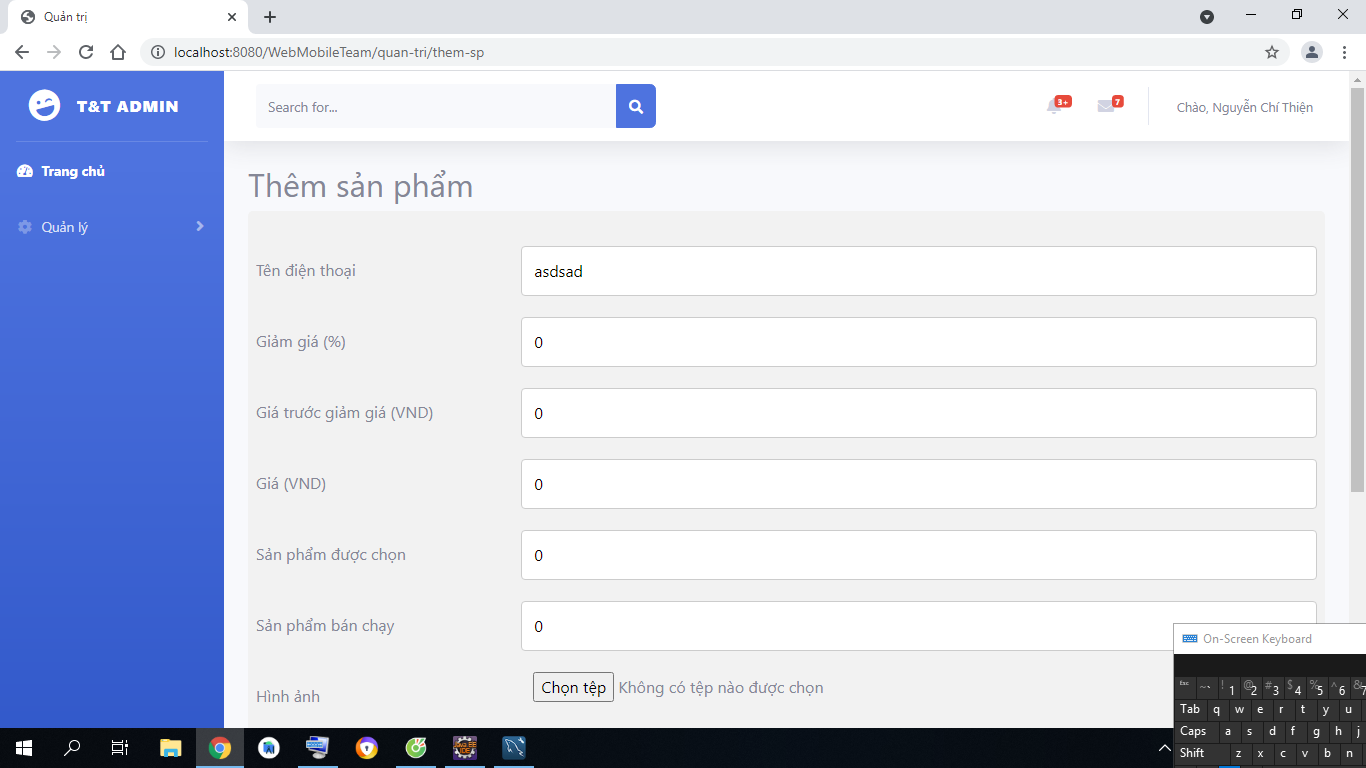 Quản trị
localhost:8080/WebMobileTeam/quan-tri/them-sp
T&T ADMIN
Search for...
3+
7
Chào, Nguyễn Chí Thiện
Trang chủ
Quản lý
Thêm sản phẩm
Tên điện thoại
asdsad
Giảm giá (%)
0
Giá trước giảm giá (VND)
0
Giá (VND)
0
Sản phẩm được chọn
0
Sản phẩm bán chạy
0
Hình ảnh
Chọn tệp Không có tệp nào được chọn
On-Screen Keyboard
Esc ~ ` ! 1 @ 2 # 3 $ 4 % 5 ^ 6 & 7
Tab q w e r t y u
Caps a s d f g h j
Shift z x c v b n